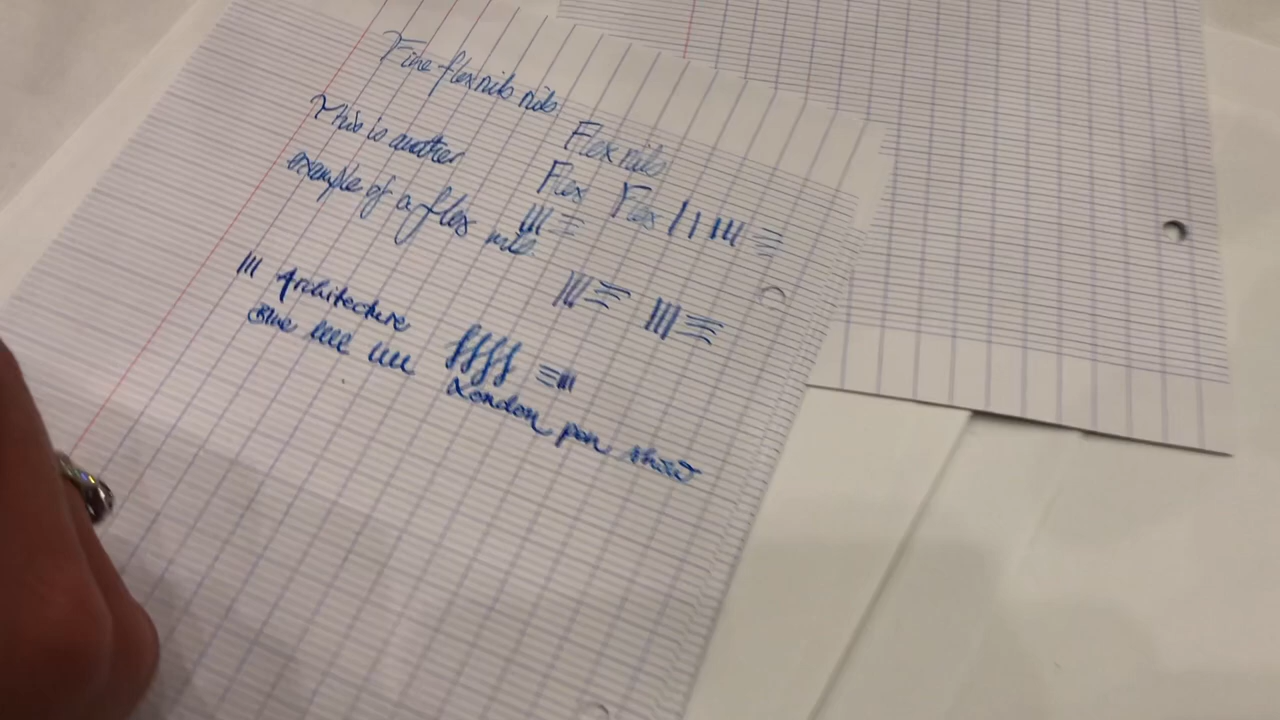 Fine flex nib nib.
Flex nib
This is another
Flex Flex
example of a flex nib.
Architecture
Blue
London pen show